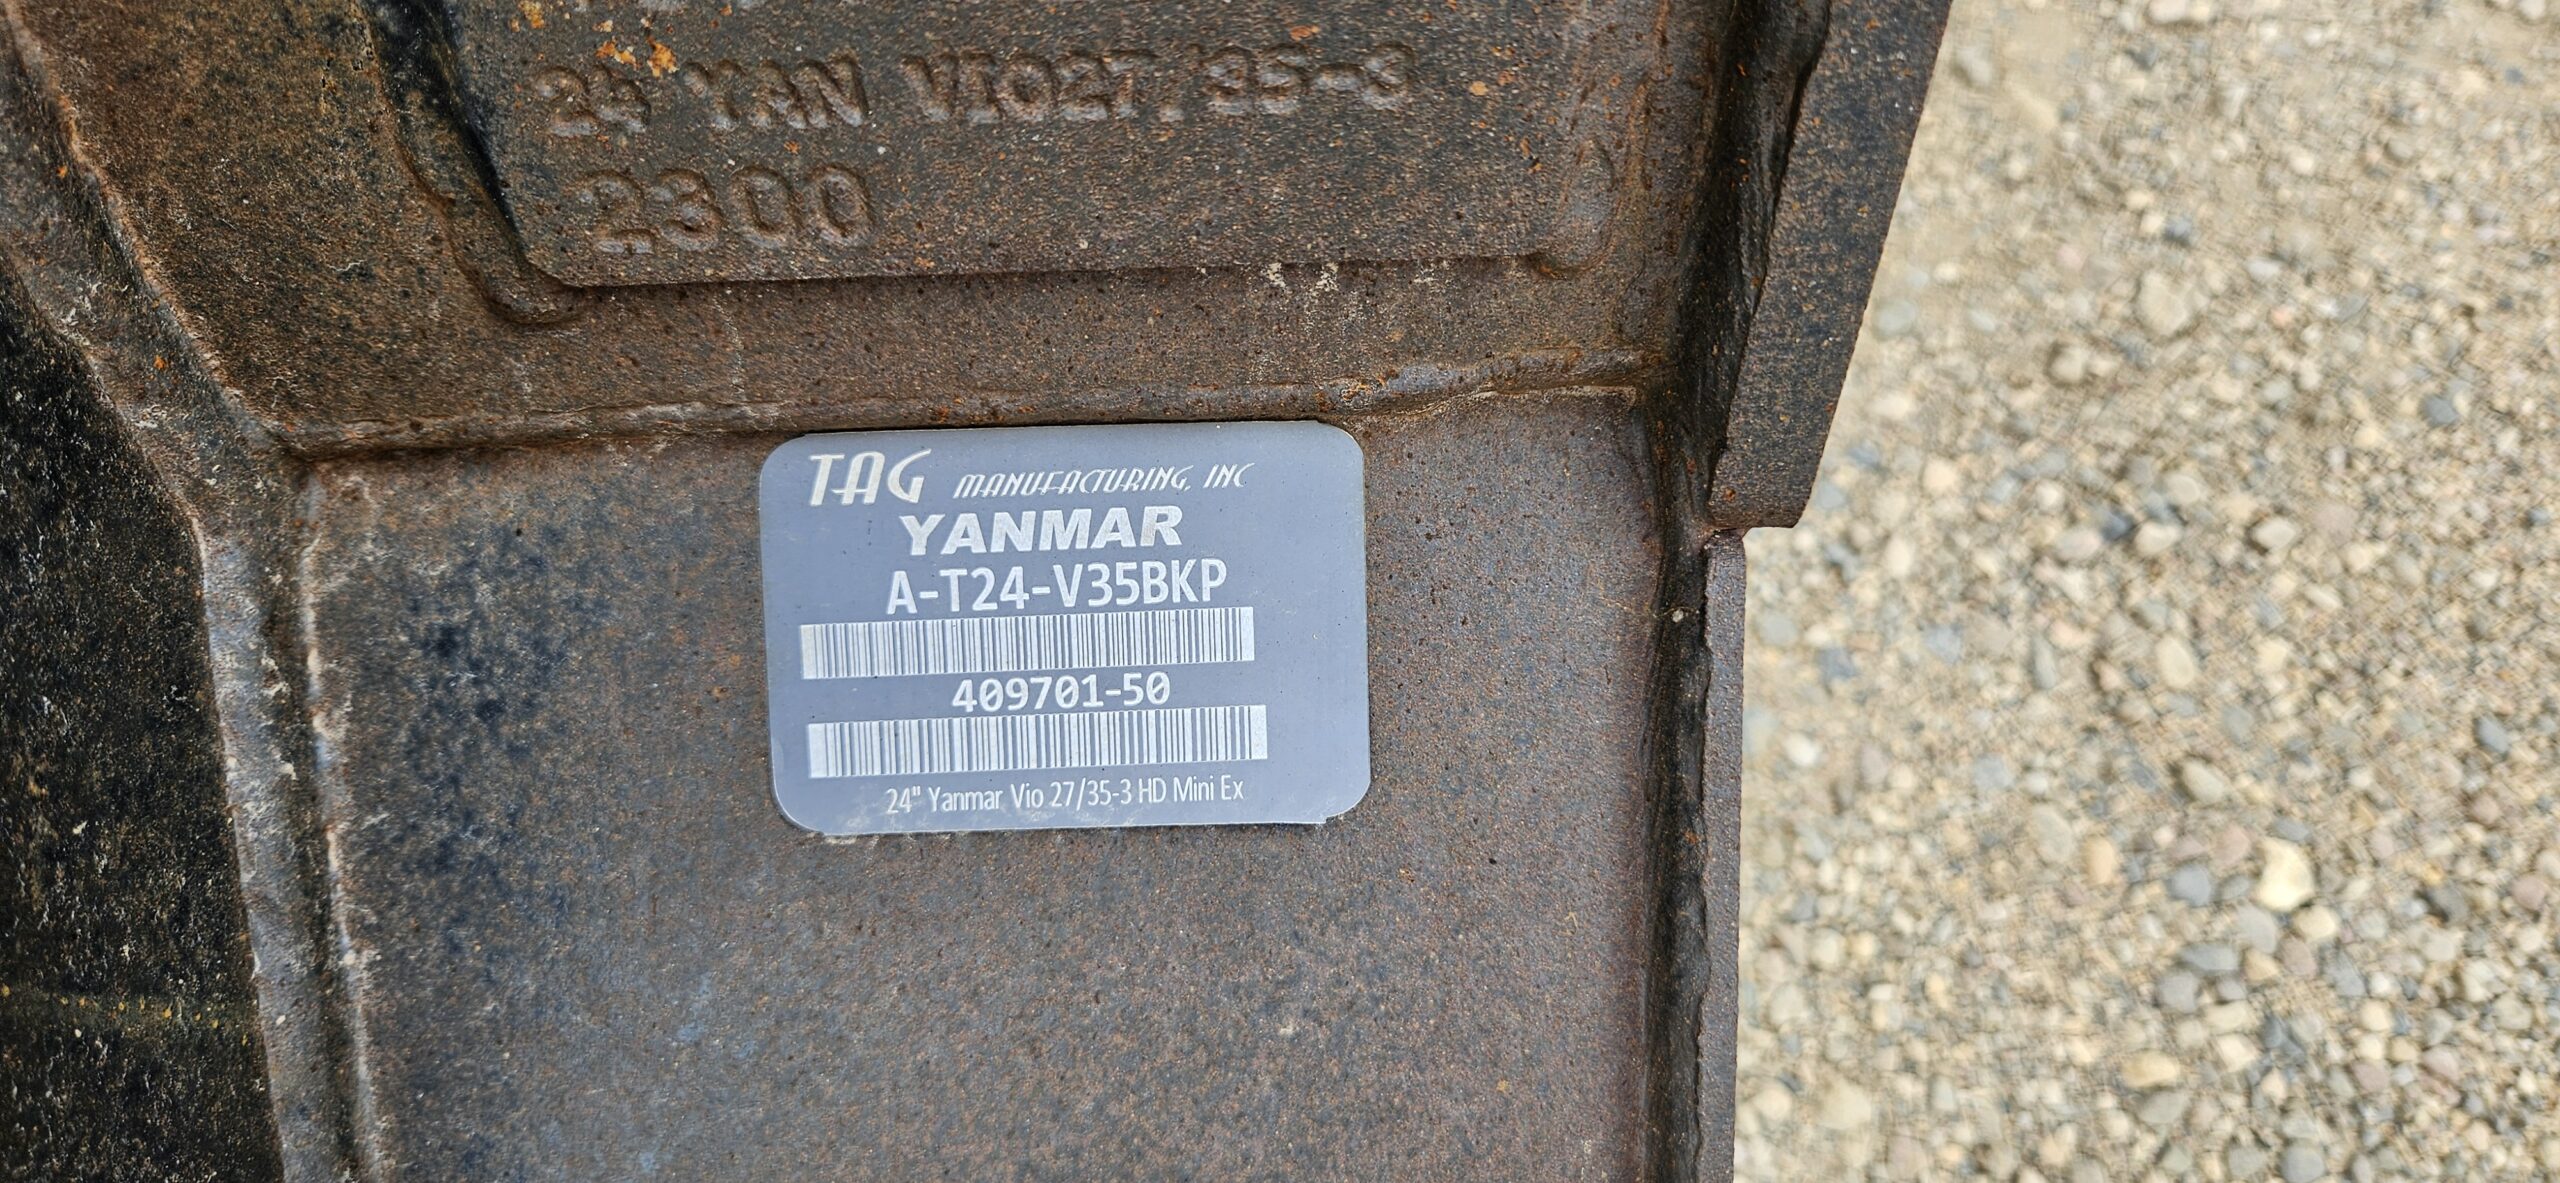 24 YAN VIO27/35-3
2300
TAG MANUFACTURING, INC
YANMAR
A-T24-V35BKP
409701-50
24" Yanmar Vio 27/35-3 HD Mini Ex